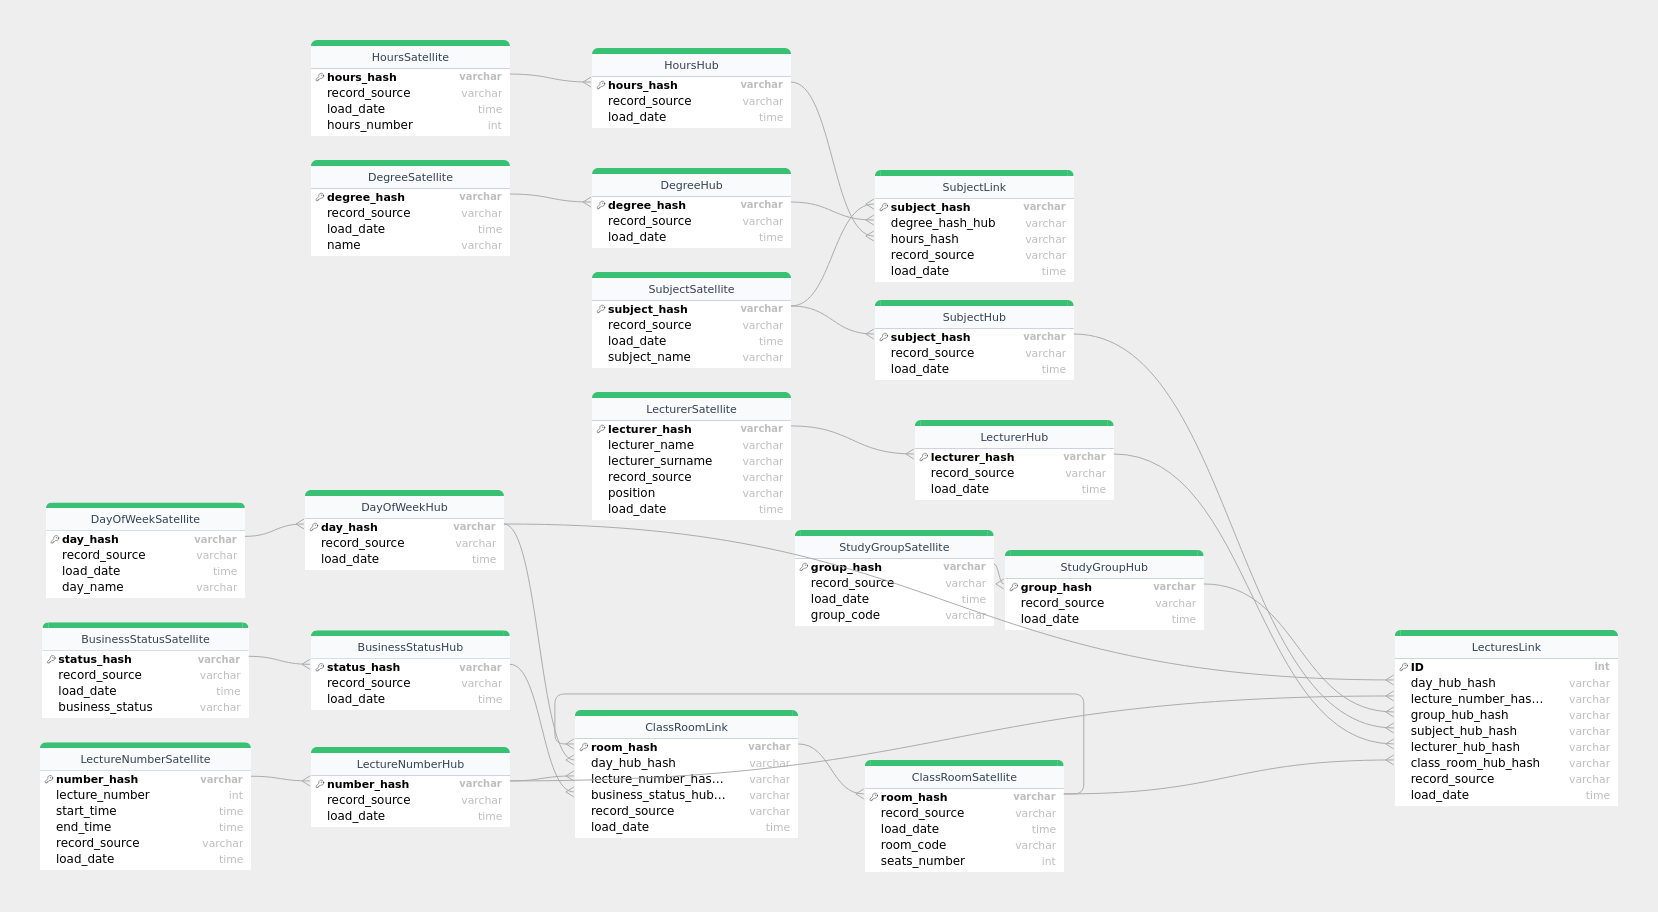 HoursSatellite
hours_hash varchar
record_source varchar
load_date time
hours_number int
HoursHub
hours_hash varchar
record_source varchar
load_date time
DegreeSatellite
degree_hash varchar
record_source varchar
load_date time
name varchar
DegreeHub
degree_hash varchar
record_source varchar
load_date time
SubjectLink
subject_hash varchar
degree_hash_hub varchar
hours_hash varchar
record_source varchar
load_date time
SubjectSatellite
subject_hash varchar
record_source varchar
load_date time
subject_name varchar
SubjectHub
subject_hash varchar
record_source varchar
load_date time
LecturerSatellite
lecturer_hash varchar
lecturer_name varchar
lecturer_surname varchar
record_source varchar
position varchar
load_date time
LecturerHub
lecturer_hash varchar
record_source varchar
load_date time
DayOfWeekSatellite
day_hash varchar
record_source varchar
load_date time
day_name varchar
DayOfWeekHub
day_hash varchar
record_source varchar
load_date time
StudyGroupSatellite
group_hash varchar
record_source varchar
load_date time
group_code varchar
StudyGroupHub
group_hash varchar
record_source varchar
load_date time
BusinessStatusSatellite
status_hash varchar
record_source varchar
load_date time
business_status varchar
BusinessStatusHub
status_hash varchar
record_source varchar
load_date time
LecturesLink
ID int
day_hub_hash varchar
lecture_number_has... varchar
group_hub_hash varchar
subject_hub_hash varchar
lecturer_hub_hash varchar
class_room_hub_hash varchar
record_source varchar
load_date time
LectureNumberSatellite
number_hash varchar
lecture_number int
start_time time
end_time time
record_source varchar
load_date time
LectureNumberHub
number_hash varchar
record_source varchar
load_date time
ClassRoomLink
room_hash varchar
day_hub_hash varchar
lecture_number_has... varchar
business_status_hub... varchar
record_source varchar
load_date time
ClassRoomSatellite
room_hash varchar
record_source varchar
load_date time
room_code varchar
seats_number int